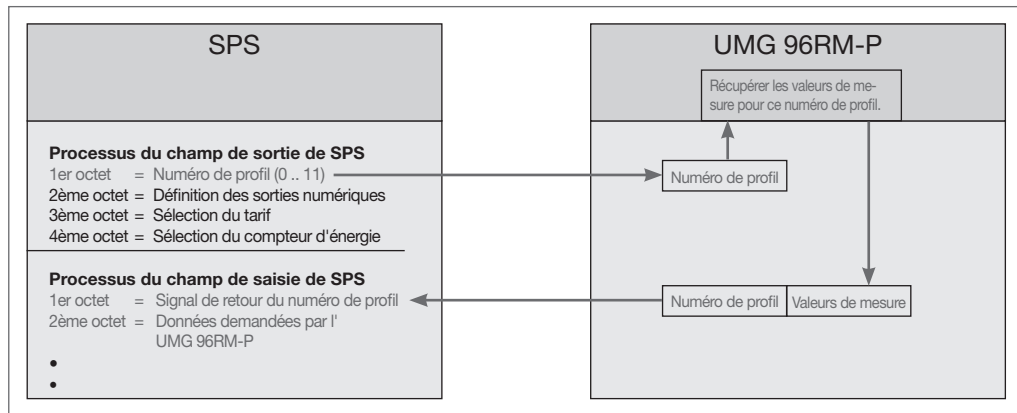 SPS
Processus du champ de sortie de SPS
1er octet = Numéro de profil (0 .. 11)
2ème octet = Définition des sorties numériques
3ème octet = Sélection du tarif
4ème octet = Sélection du compteur d'énergie
Processus du champ de saisie de SPS
1er octet = Signal de retour du numéro de profil
2ème octet = Données demandées par l'
UMG 96RM-P
•
•
UMG 96RM-P
Récupérer les valeurs de me-
sure pour ce numéro de profil.
Numéro de profil
Numéro de profil
Valeurs de mesure